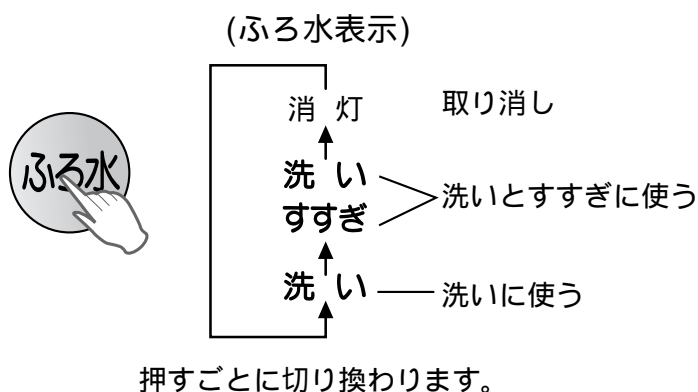 (ふろ水表示)
消灯 取り消し
ふろ水
洗い
すすぎ
洗いとすすぎに使う
洗い 洗いに使う
押すごとに切り換わります。